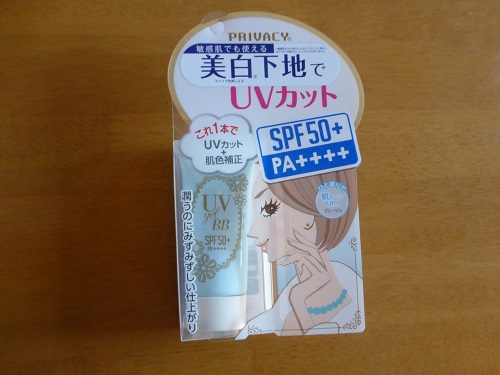 PRIVACY
敏感肌でも使える
美白下地で
UVカット
SPF50+
PA++++
これ1本で
UVカット
+
肌色補正
潤うのにみずみずしい仕上がり
UV
gel
BB
SPF50+
PA++++